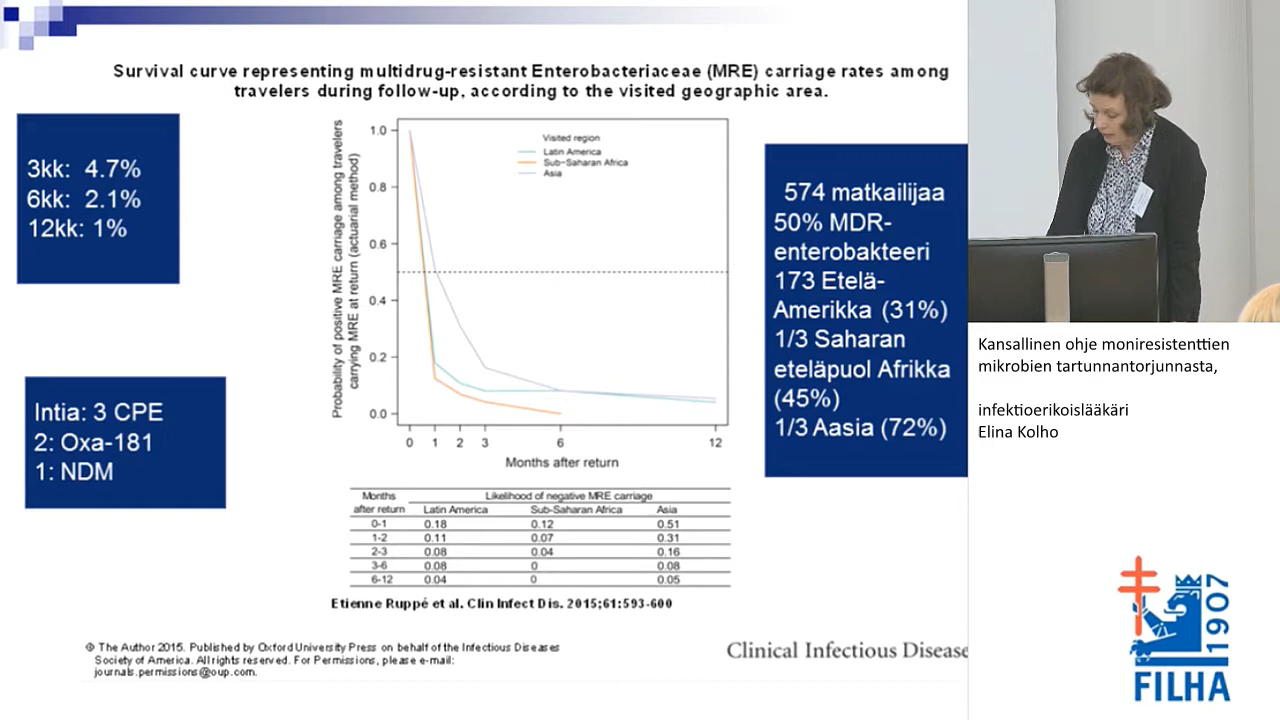 Survival curve representing multidrug-resistant Enterobacteriaceae (MRE) carriage rates among
travelers during follow-up, according to the visited geographic area.
3kk: 4.7%
6kk: 2.1%
12kk: 1%
Intia: 3 CPE
2: Oxa-181
1: NDM
Probability of positive MRE carriage among travelers
carrying MRE at return (actuarial method)
1.0
0.8
0.6
0.4
0.2
0.0
Visited region
Latin America
Sub-Saharan Africa
Asia
0 1 2 3 6 12
Months after return
Months Likelihood of negative MRE carriage
after return Latin America Sub-Saharan Africa Asia
0-1 0.18 0.12 0.51
1-2 0.11 0.07 0.31
2-3 0.08 0.04 0.16
3-6 0.08 0 0.08
6-12 0.04 0 0.05
Etienne Ruppé et al. Clin Infect Dis. 2015;61:593-600
© The Author 2015. Published by Oxford University Press on behalf of the Infectious Diseases
Society of America. All rights reserved. For Permissions, please e-mail:
journals.permissions@oup.com.
Clinical Infectious Disease
574 matkailijaa
50% MDR-
enterobakteeri
173 Etelä-
Amerikka (31%)
1/3 Saharan
eteläpuol Afrikka
(45%)
1/3 Aasia (72%)
Kansallinen ohje moniresistenttien
mikrobien tartunnantorjunnasta,
infektioerikoislääkäri
Elina Kolho
1907
FILHA